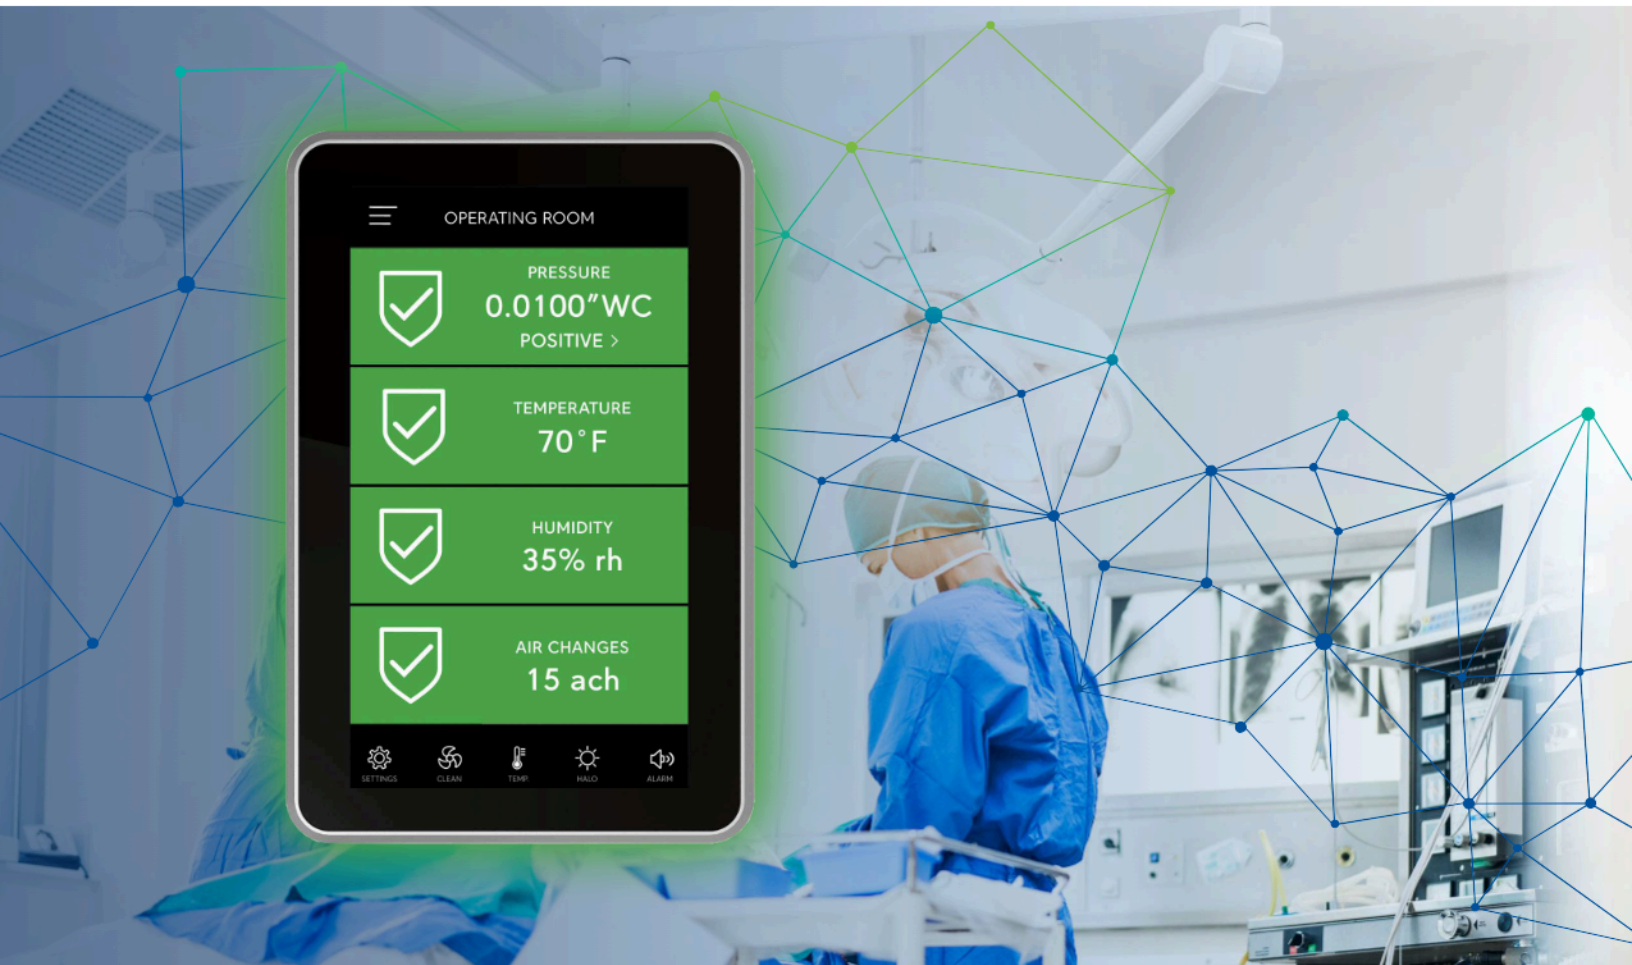 OPERATING ROOM
PRESSURE
0.0100”WC
POSITIVE >
TEMPERATURE
70°F
HUMIDITY
35% rh
AIR CHANGES
15 ach
SETTINGS
CLEAN
TEMP.
HALO
ALARM